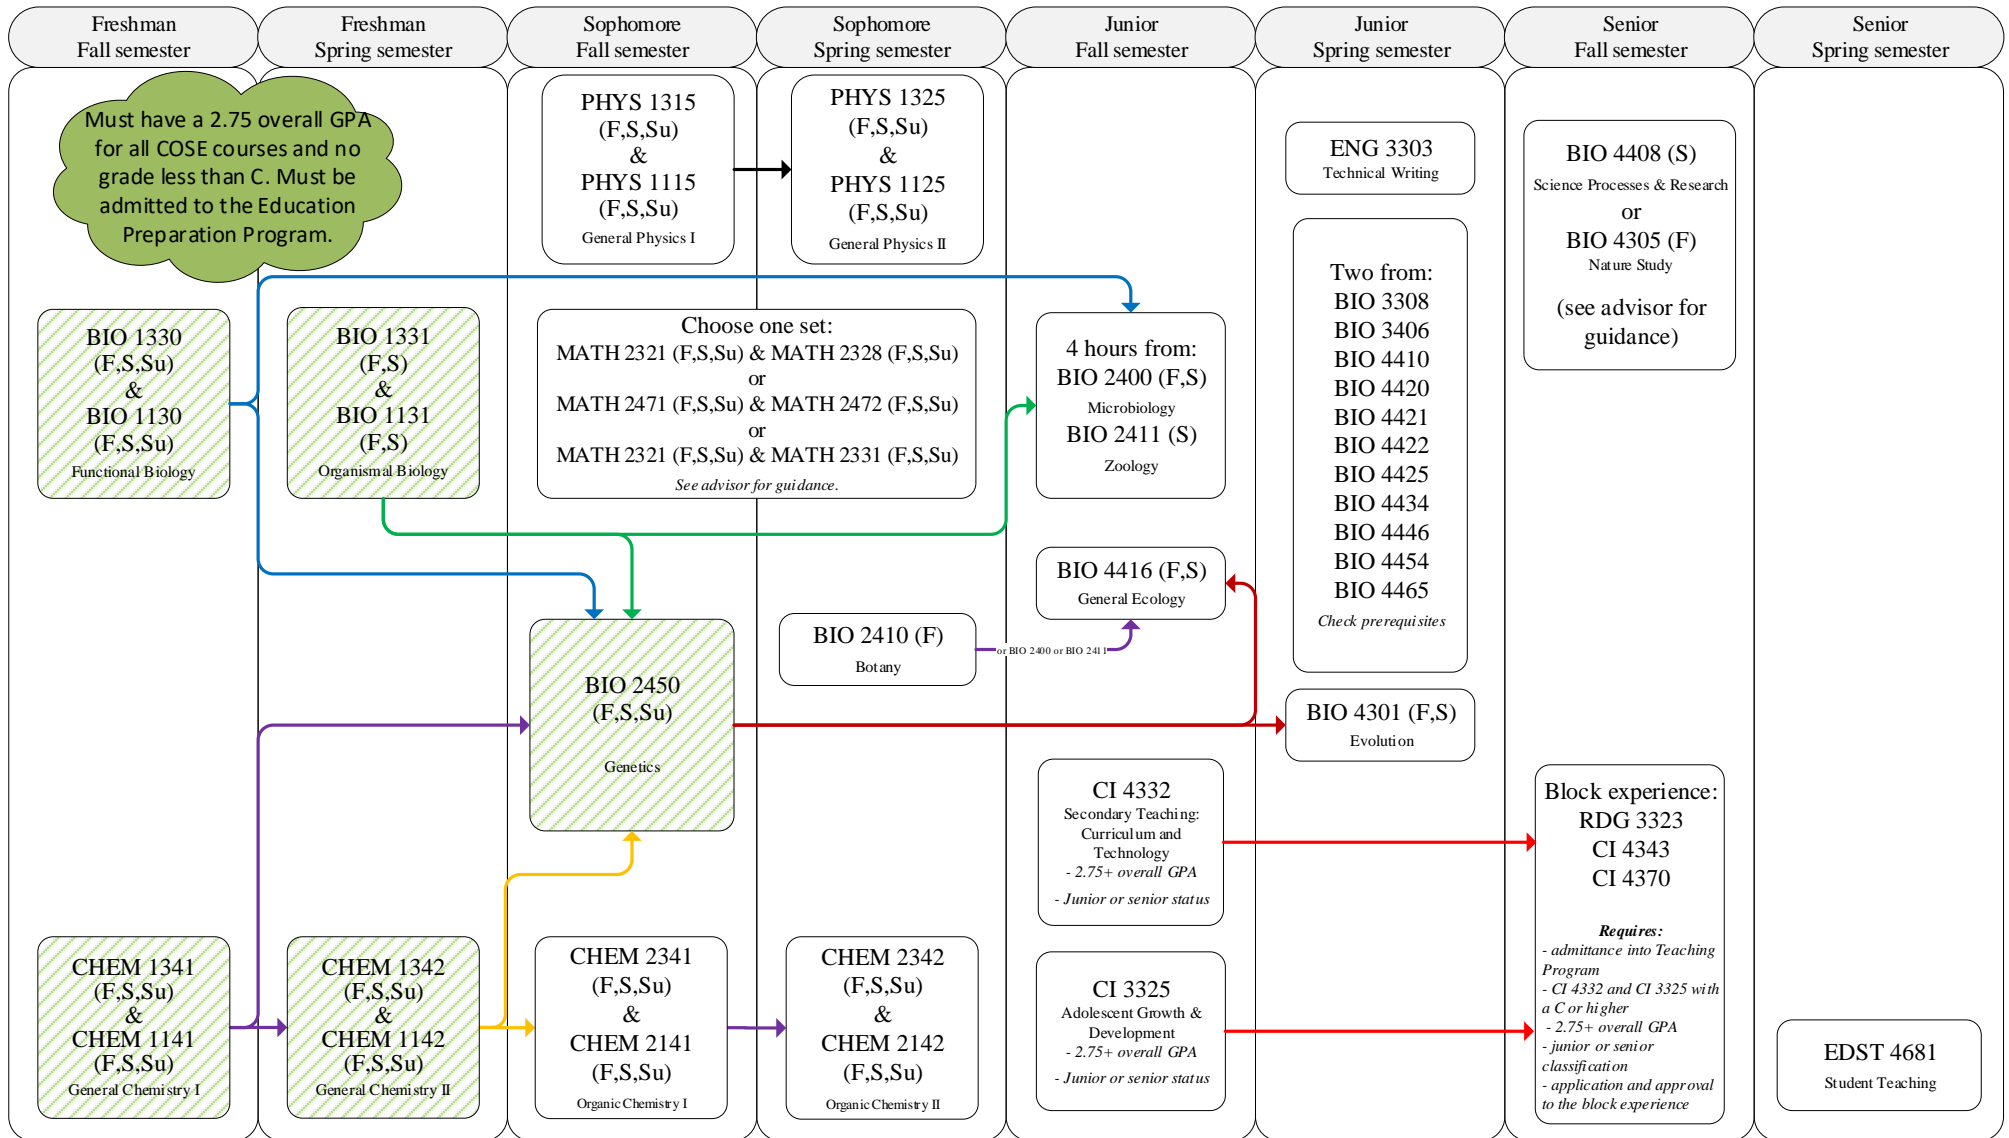 Freshman
Fall semester
Freshman
Spring semester
Sophomore
Fall semester
Sophomore
Spring semester
Junior
Fall semester
Junior
Spring semester
Senior
Fall semester
Senior
Spring semester
Must have a 2.75 overall GPA
for all COSE courses and no
grade less than C. Must be
admitted to the Education
Preparation Program.
BIO 1330
(F,S,Su)
&
BIO 1130
(F,S,Su)
Functional Biology
CHEM 1341
(F,S,Su)
&
CHEM 1141
(F,S,Su)
General Chemistry I
BIO 1331
(F,S)
&
BIO 1131
(F,S)
Organismal Biology
CHEM 1342
(F,S,Su)
&
CHEM 1142
(F,S,Su)
General Chemistry II
PHYS 1315
(F,S,Su)
&
PHYS 1115
(F,S,Su)
General Physics I
PHYS 1325
(F,S,Su)
&
PHYS 1125
(F,S,Su)
General Physics II
Choose one set:
MATH 2321 (F,S,Su) & MATH 2328 (F,S,Su)
or
MATH 2471 (F,S,Su) & MATH 2472 (F,S,Su)
or
MATH 2321 (F,S,Su) & MATH 2331 (F,S,Su)
See advisor for guidance.
BIO 2450
(F,S,Su)
Genetics
CHEM 2341
(F,S,Su)
&
CHEM 2141
(F,S,Su)
Organic Chemistry I
BIO 2410 (F)
Botany
or BIO 2400 or BIO 2411
CHEM 2342
(F,S,Su)
&
CHEM 2142
(F,S,Su)
Organic Chemistry II
4 hours from:
BIO 2400 (F,S)
Microbiology
BIO 2411 (S)
Zoology
BIO 4416 (F,S)
General Ecology
CI 4332
Secondary Teaching:
Curriculum and
Technology
- 2.75+ overall GPA
- Junior or senior status
CI 3325
Adolescent Growth &
Development
- 2.75+ overall GPA
- Junior or senior status
ENG 3303
Technical Writing
Two from:
BIO 3308
BIO 3406
BIO 4410
BIO 4420
BIO 4421
BIO 4422
BIO 4425
BIO 4434
BIO 4446
BIO 4454
BIO 4465
Check prerequisites
BIO 4301 (F,S)
Evolution
BIO 4408 (S)
Science Processes & Research
or
BIO 4305 (F)
Nature Study
(see advisor for
guidance)
Block experience:
RDG 3323
CI 4343
CI 4370
Requires:
- admittance into Teaching
Program
- CI 4332 and CI 3325 with
a C or higher
- 2.75+ overall GPA
- junior or senior
classification
- application and approval
to the block experience
EDST 4681
Student Teaching